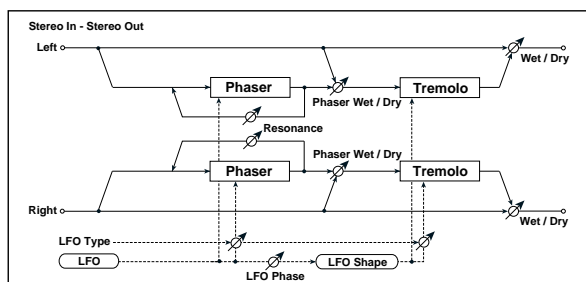 Stereo In - Stereo Out
Left
Wet / Dry
Phaser
Tremolo
Phaser Wet / Dry
Resonance
Phaser Wet / Dry
Phaser
Tremolo
Right
Wet / Dry
LFO Type
LFO
LFO Shape
LFO Phase